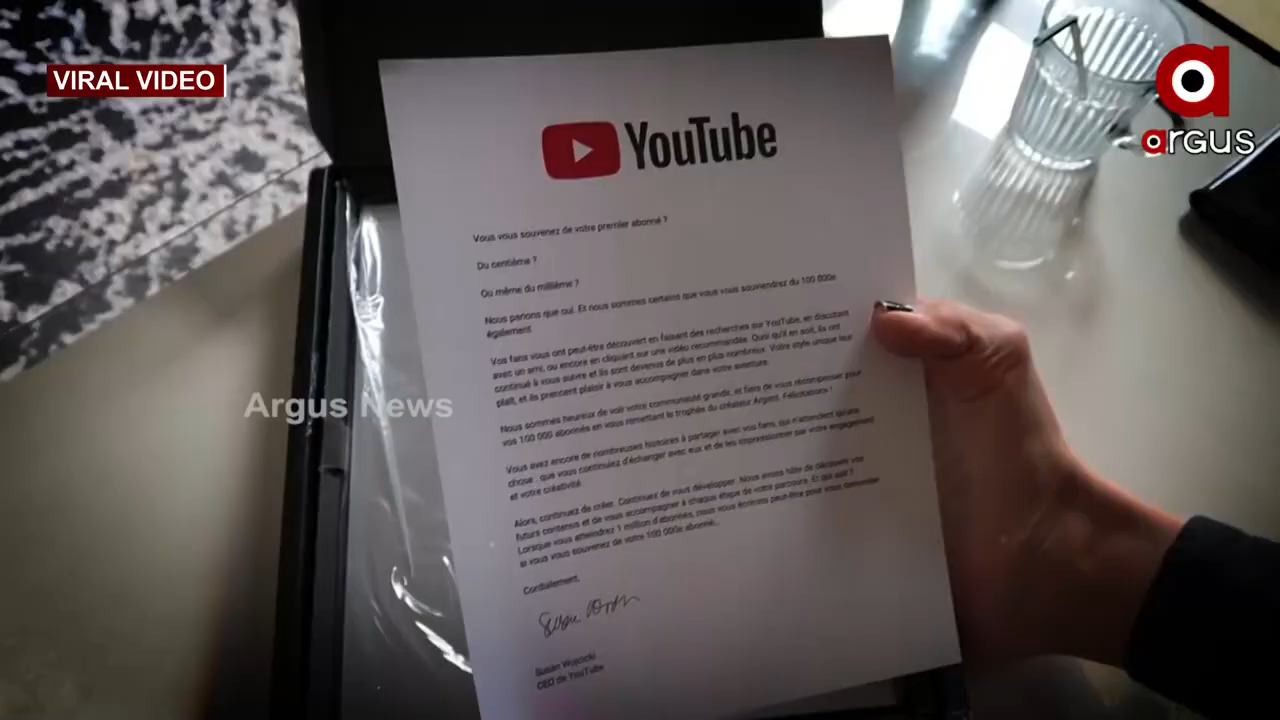 VIRAL VIDEO
argus
YouTube
Vous vous souvenez de votre premier abonné ?
Du centième ?
Ou même du millième ?
Nous parions que oui. Et nous sommes certains que vous vous souviendrez du 100 000e
également.
Vos fans vous ont peut-être découvert en faisant des recherches sur YouTube, en discutant
avec un ami, ou encore en cliquant sur une vidéo recommandée. Quoi qu'il en soit, ils ont
continué à vous suivre et ils sont devenus de plus en plus nombreux. Votre style unique leur
plaît, et ils prennent plaisir à vous accompagner dans votre aventure.
Argus News
Nous sommes heureux de voir votre communauté grandir, et fiers de vous récompenser pour
vos 100 000 abonnés en vous remettant le trophée du créateur Argent. Félicitations !
Vous avez encore de nombreuses histoires à partager avec vos fans, qui n'attendent qu'une
chose : que vous continuiez d'échanger avec eux et de les impressionner par votre engagement
et votre créativité.
Alors, continuez de créer. Continuez de vous développer. Nous avons hâte de découvrir vos
futurs contenus et de vous accompagner à chaque étape de votre parcours. Et qui sait ?
Lorsque vous atteindrez 1 million d'abonnés, nous vous écrirons peut-être pour vous demander
si vous vous souvenez de votre 100 000e abonné...
Cordialement,
Susan Wojcicki
CEO de YouTube